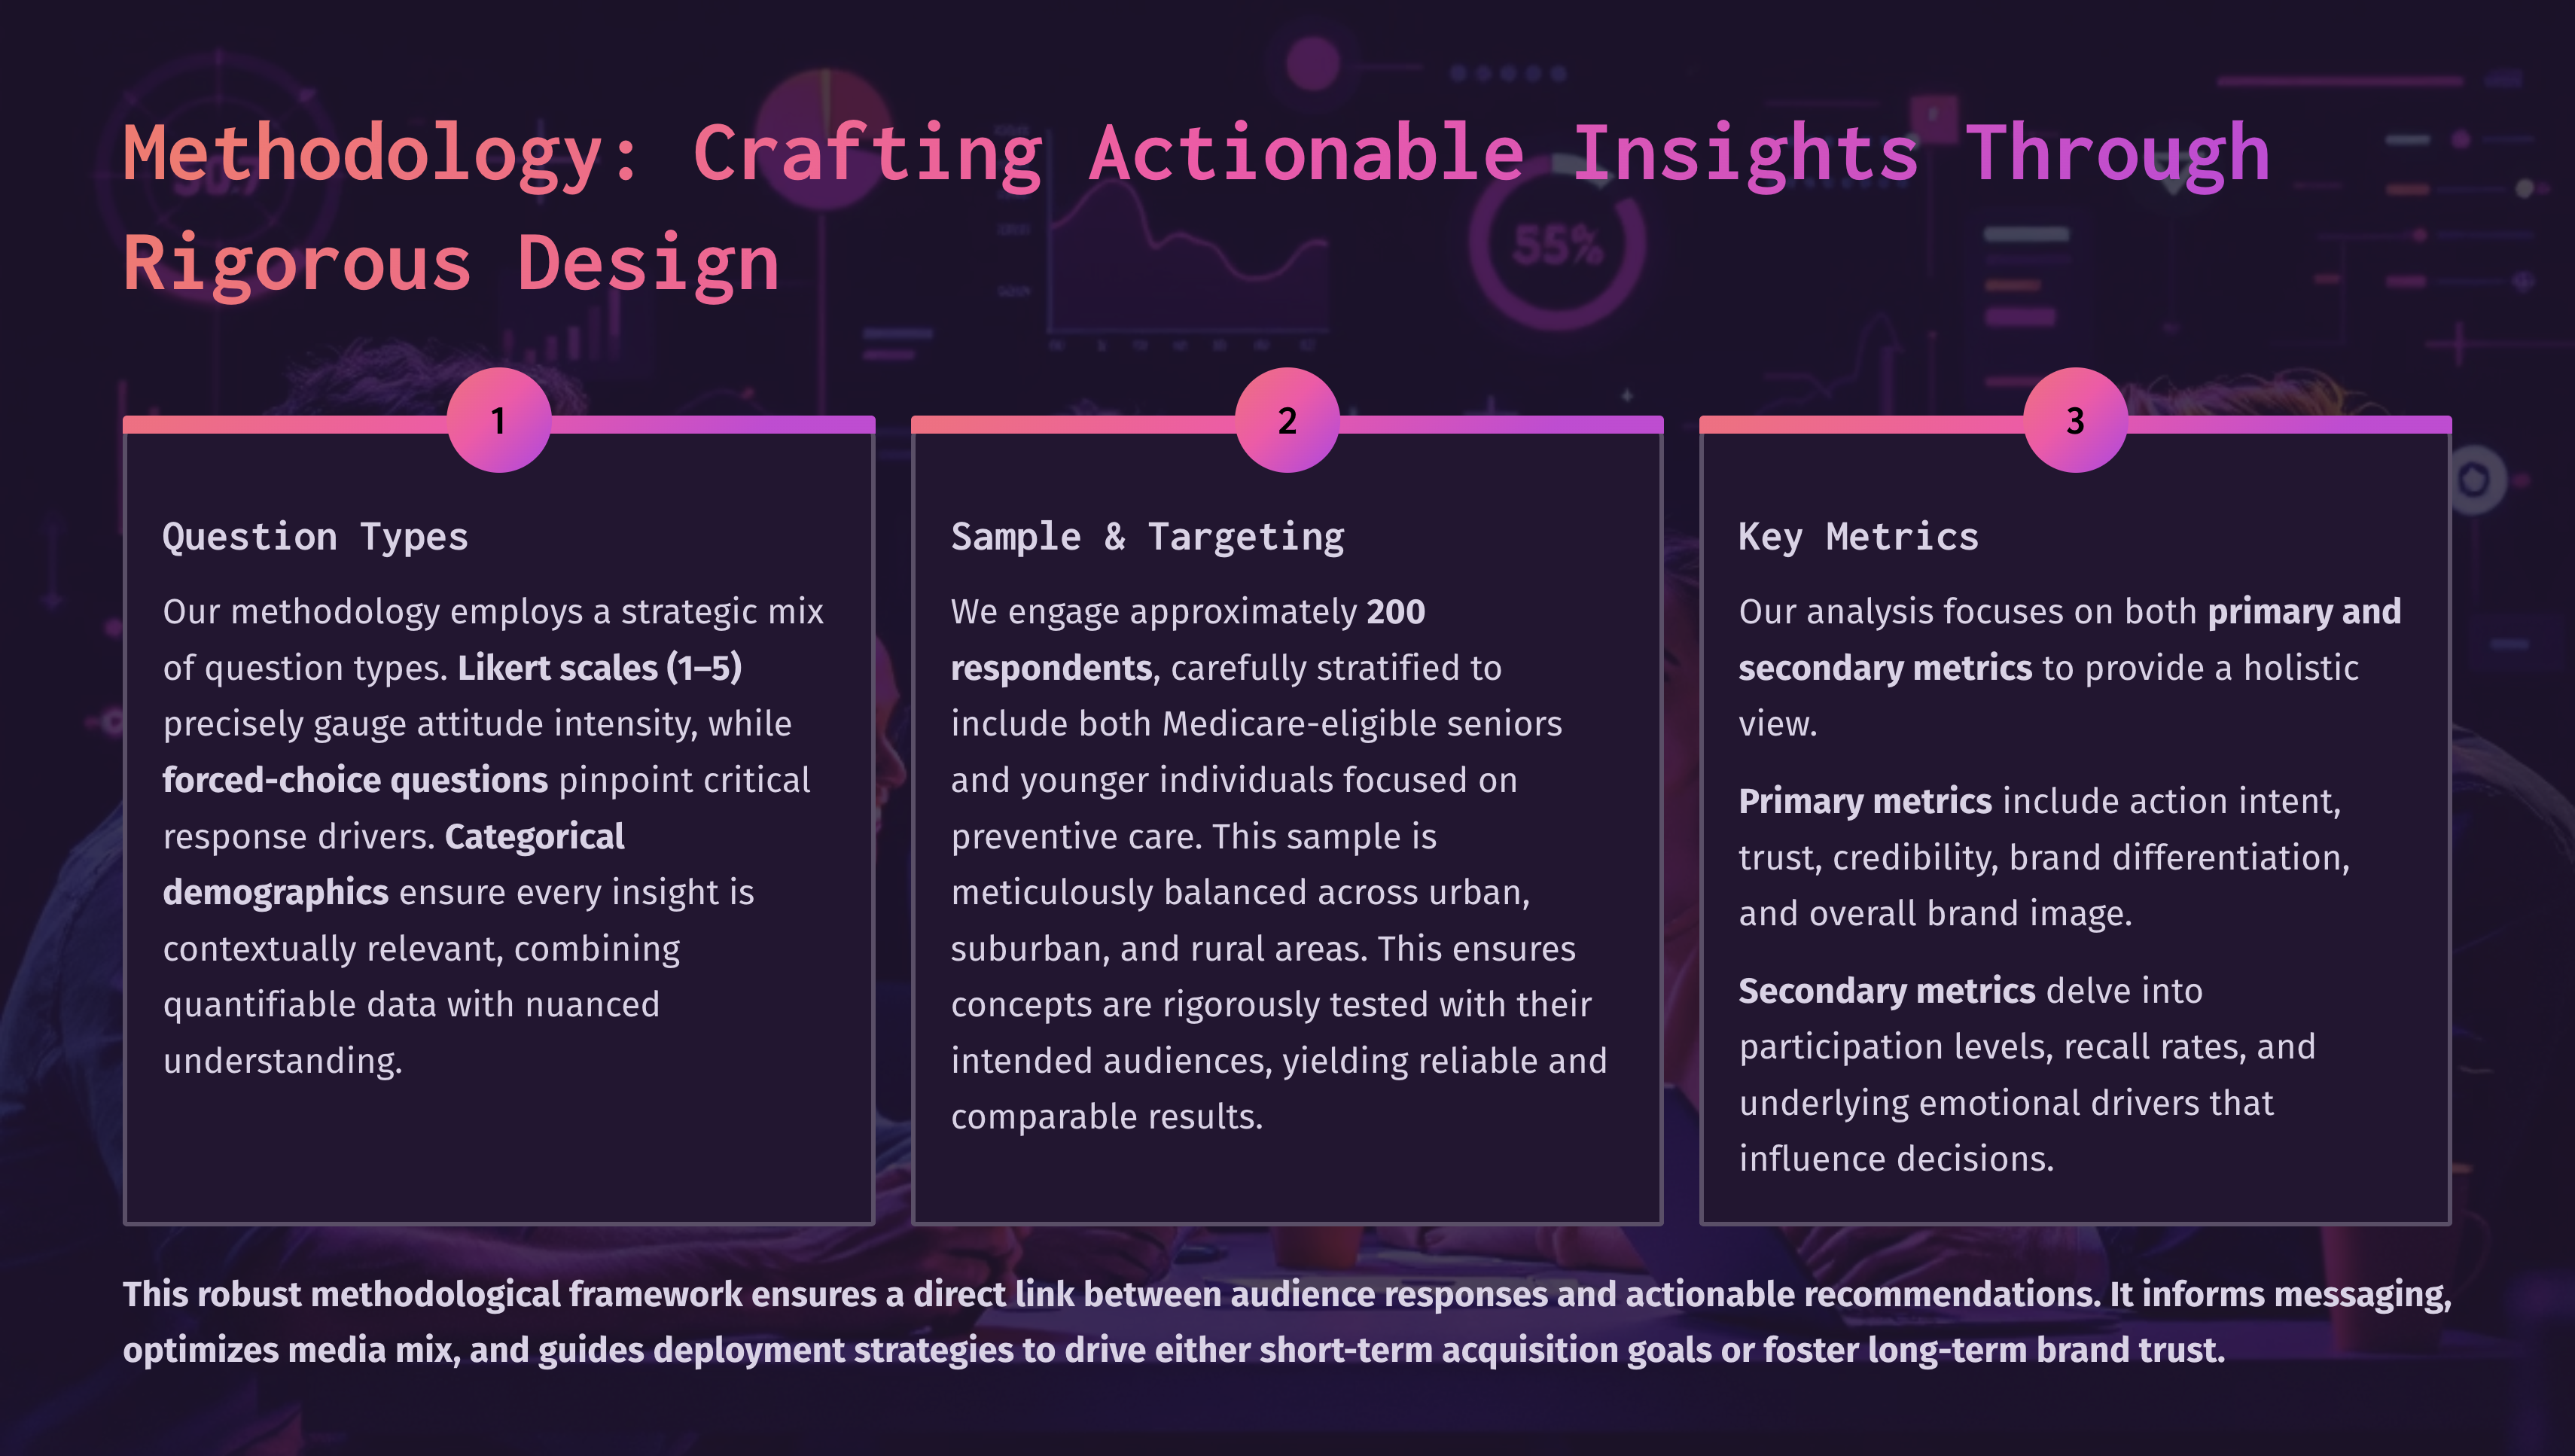 Methodology: Crafting Actionable Insights Through
Rigorous Design
55%
1
Question Types
Our methodology employs a strategic mix
of question types. Likert scales (1–5)
precisely gauge attitude intensity, while
forced-choice questions pinpoint critical
response drivers. Categorical
demographics ensure every insight is
contextually relevant, combining
quantifiable data with nuanced
understanding.
2
Sample & Targeting
We engage approximately 200
respondents, carefully stratified to
include both Medicare-eligible seniors
and younger individuals focused on
preventive care. This sample is
meticulously balanced across urban,
suburban, and rural areas. This ensures
concepts are rigorously tested with their
intended audiences, yielding reliable and
comparable results.
3
Key Metrics
Our analysis focuses on both primary and
secondary metrics to provide a holistic
view.
Primary metrics include action intent,
trust, credibility, brand differentiation,
and overall brand image.
Secondary metrics delve into
participation levels, recall rates, and
underlying emotional drivers that
influence decisions.
This robust methodological framework ensures a direct link between audience responses and actionable recommendations. It informs messaging,
optimizes media mix, and guides deployment strategies to drive either short-term acquisition goals or foster long-term brand trust.